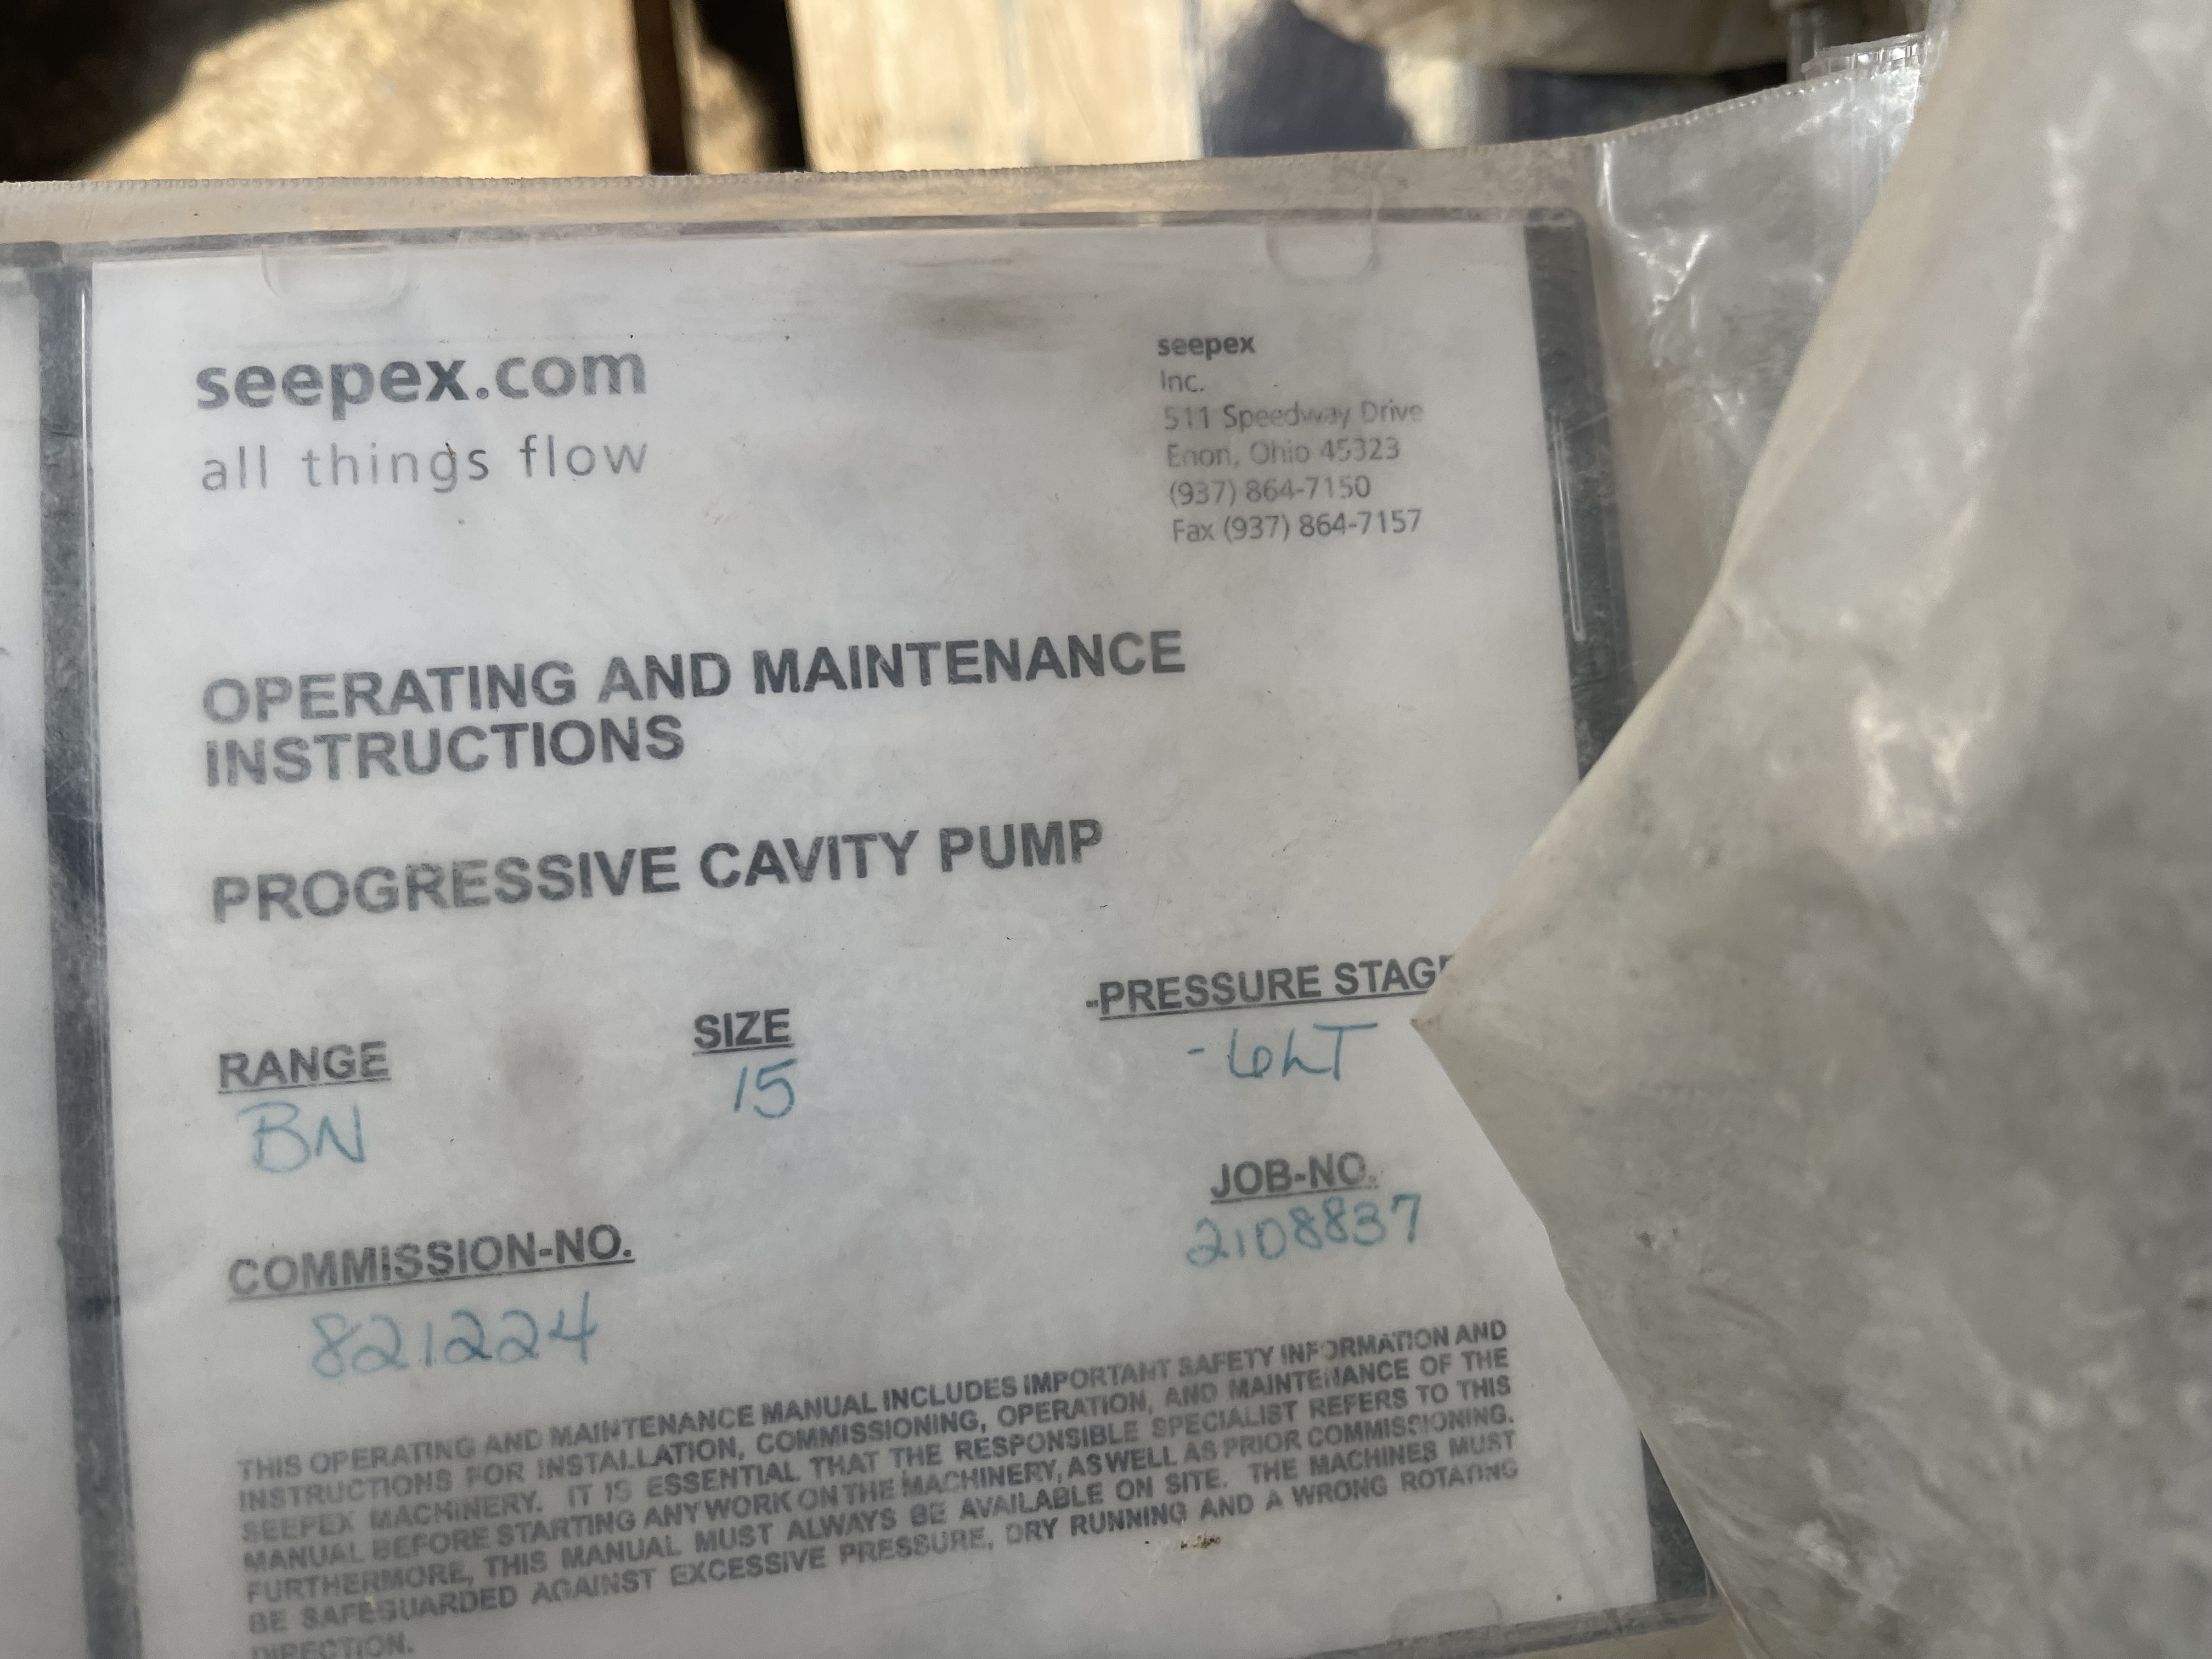 seepex.com
all things flow
seepex
Inc.
511 Speedway Drive
Enon, Ohio 45323
(937) 864-7150
Fax (937) 864-7157
OPERATING AND MAINTENANCE
INSTRUCTIONS
PROGRESSIVE CAVITY PUMP
RANGE
BN
SIZE
15
-PRESSURE STAGE
-6LT
COMMISSION-NO.
821224
JOB-NO.
2108837
THIS OPERATING AND MAINTENANCE MANUAL INCLUDES IMPORTANT SAFETY INFORMATION AND
INSTRUCTIONS FOR INSTALLATION, COMMISSIONING, OPERATION, AND MAINTENANCE OF THE
SEEPEX MACHINERY. IT IS ESSENTIAL THAT THE RESPONSIBLE SPECIALIST REFERS TO THIS
MANUAL BEFORE STARTING ANY WORK ON THE MACHINERY, AS WELL AS PRIOR COMMISSIONING.
FURTHERMORE, THIS MANUAL MUST ALWAYS BE AVAILABLE ON SITE. THE MACHINES MUST
BE SAFEGUARDED AGAINST EXCESSIVE PRESSURE, DRY RUNNING AND A WRONG ROTATING
DIRECTION.